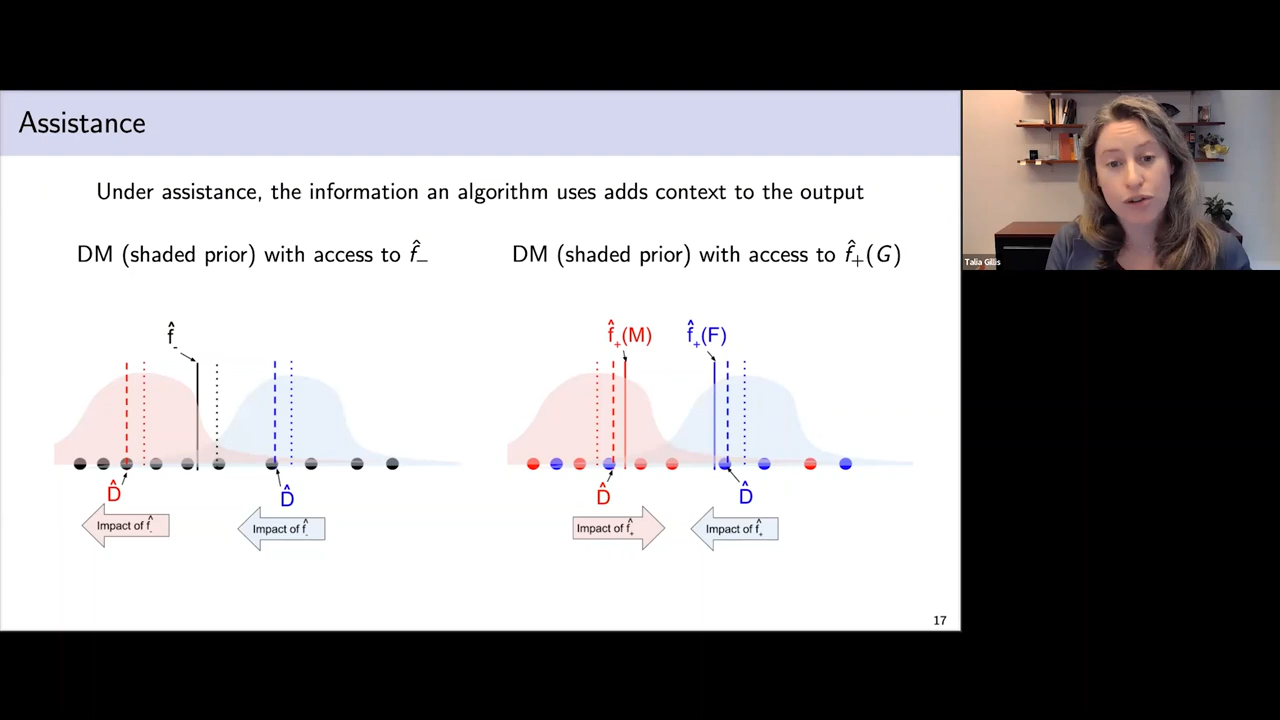 Assistance
Under assistance, the information an algorithm uses adds context to the output
DM (shaded prior) with access to f̂₋
DM (shaded prior) with access to f̂₊(G)
f̂₋
f̂₊(M)
f̂₊(F)
D̂
D̂
D̂
D̂
Impact of f̂₋
Impact of f̂₋
Impact of f̂₊
Impact of f̂₊
17
Talia Gillis